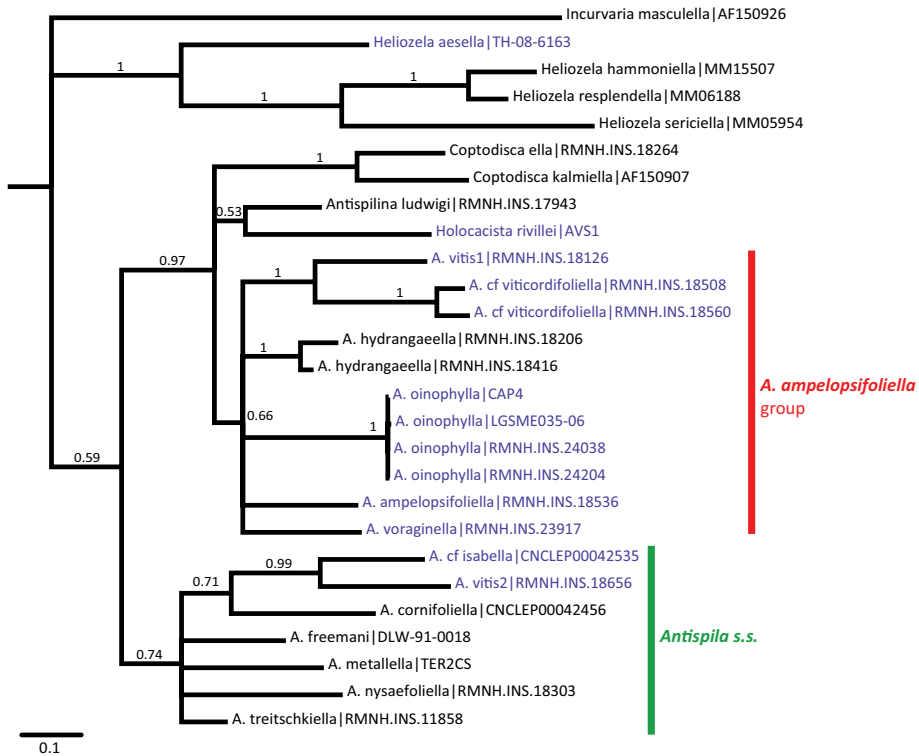 Incurvaria masculella|AF150926
Heliozela aesella|TH-08-6163
1
Heliozela hammoniella|MM15507
1
Heliozela resplendella|MM06188
1
Heliozela sericiella|MM05954
Coptodisca ella|RMNH.INS.18264
1
Coptodisca kalmiella|AF150907
Antispilina ludwigi|RMNH.INS.17943
0.53
Holocacista rivillei|AVS1
A. vitis1|RMNH.INS.18126
0.97
1
A. cf viticordifoliella|RMNH.INS.18508
1
A. cf viticordifoliella|RMNH.INS.18560
A. hydrangaeella|RMNH.INS.18206
1
A. hydrangaeella|RMNH.INS.18416
A. ampelopsifoliella
group
A. oinophylla|CAP4
0.66
A. oinophylla|LGSME035-06
1
A. oinophylla|RMNH.INS.24038
0.59
A. oinophylla|RMNH.INS.24204
A. ampelopsifoliella|RMNH.INS.18536
A. voraginella|RMNH.INS.23917
A. cf isabella|CNCLEP00042535
0.99
0.71
A. vitis2|RMNH.INS.18656
A. cornifoliella|CNCLEP00042456
A. freemani|DLW-91-0018
Antispila s.s.
0.74
A. metallella|TER2CS
A. nysaefoliella|RMNH.INS.18303
A. treitschkiella|RMNH.INS.11858
0.1